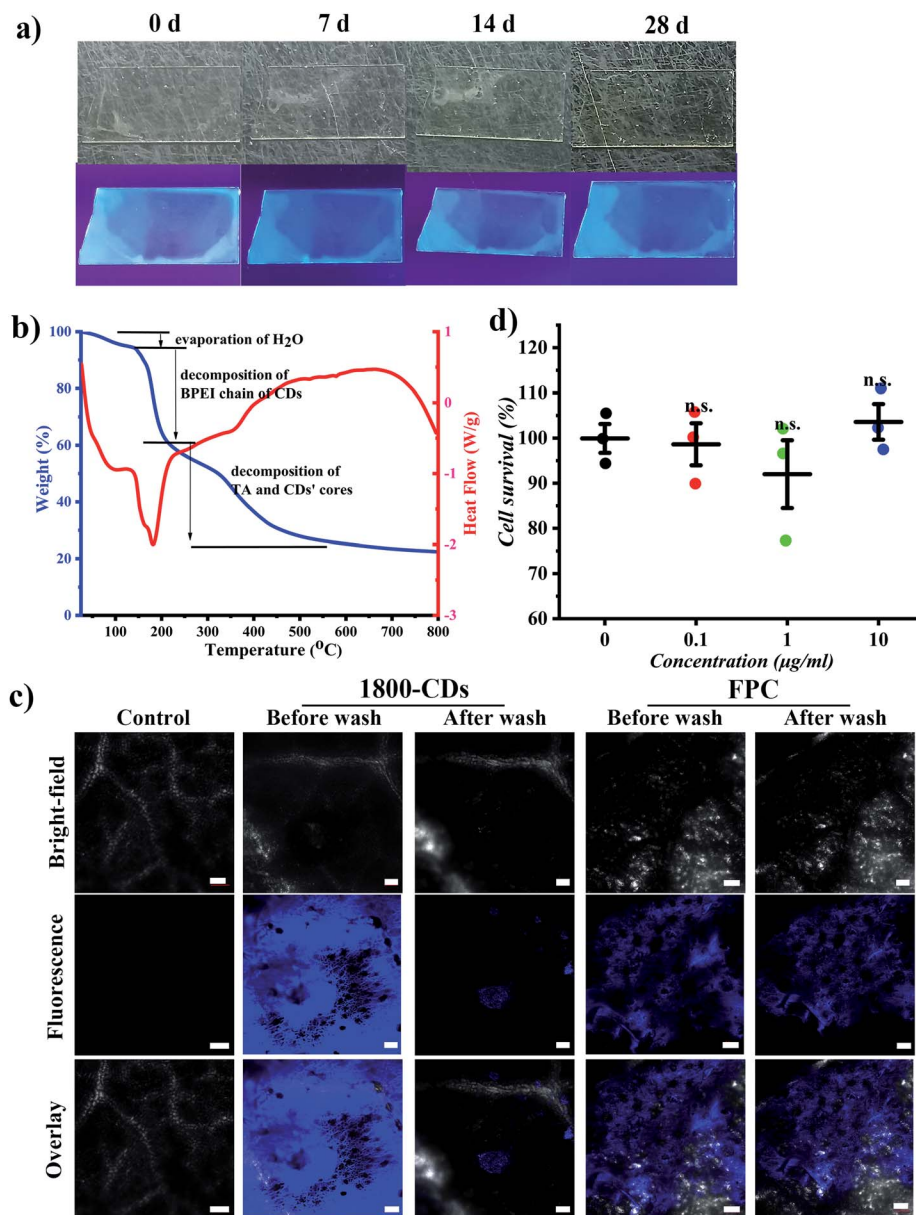 a)
0 d 7 d 14 d 28 d
b)
100
80
60
40
20
0
Weight (%)
evaporation of H2O
decomposition of
BPEI chain of CDs
decomposition of
TA and CDs' cores
1
0
-1
-2
-3
Heat Flow (W/g)
100 200 300 400 500 600 700 800
Temperature (°C)
d)
120
110
100
90
80
70
60
Cell survival (%)
n.s.
n.s.
n.s.
0 0.1 1 10
Concentration (µg/ml)
c)
1800-CDs FPC
Control Before wash After wash Before wash After wash
Bright-field
Fluorescence
Overlay